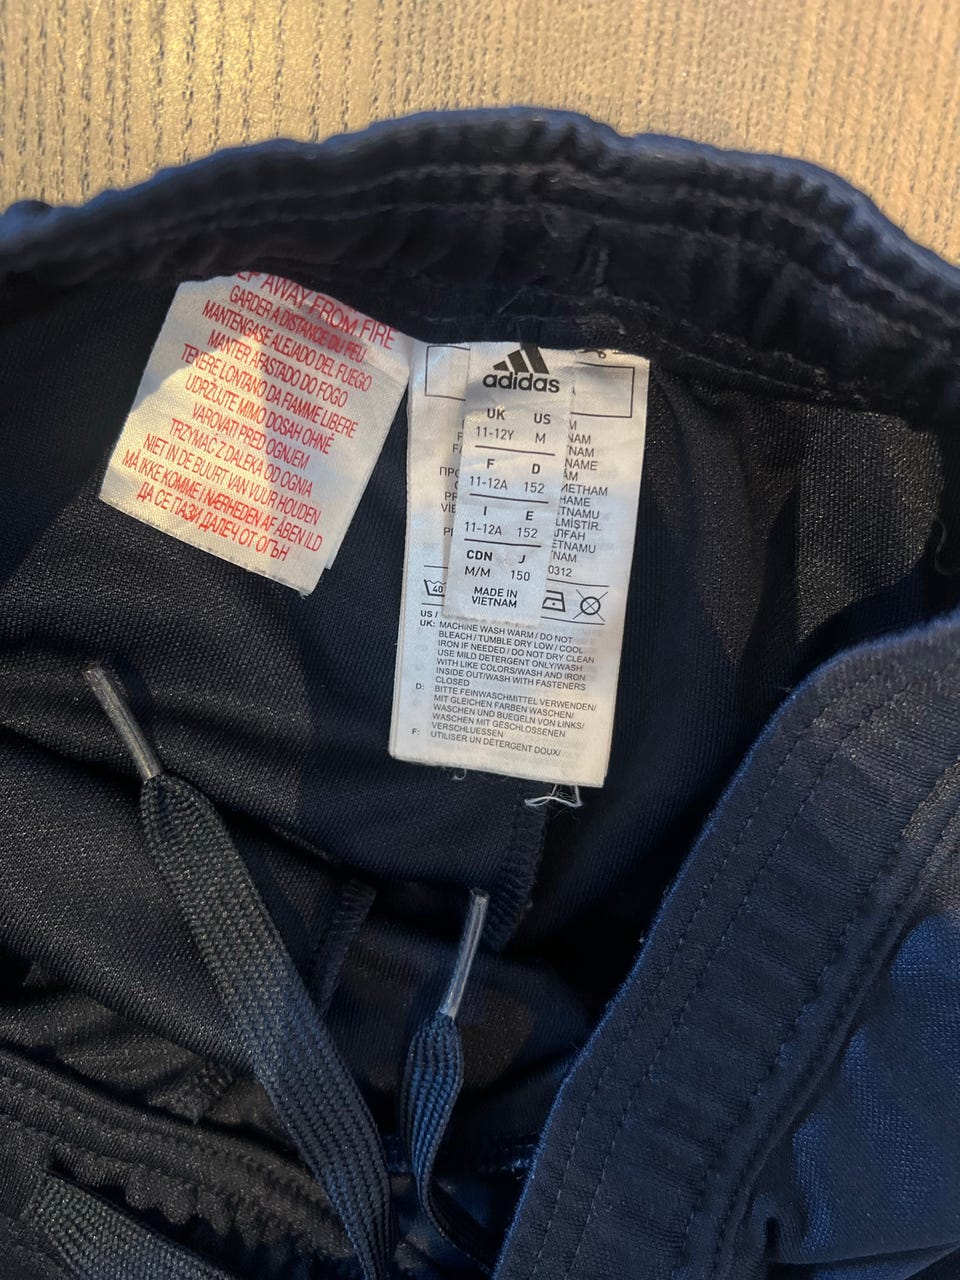 AWAY FROM FIRE
GARDER A DISTANCE DU FEU
MANTENGASE ALEJADO DEL FUEGO
MANTER AFASTADO DO FOGO
TENERE LONTANO DA FIAMME LIBERE
UDRŽUJTE MIMO DOSAH OHNĚ
VAROVATI PRED OGNJEM
TRZYMAĆ Z DALEKA OD OGNIA
NIET IN DE BUURT VAN VUUR HOUDEN
MÅ IKKE KOMME I NÆRHEDEN AF ÅBEN ILD
ДА СЕ ПАЗИ ДАЛЕЧ ОТ ОГЪН
adidas
UK US
11-12Y M
F D
11-12A 152
I E
11-12A 152
CDN J
M/M 150
MADE IN
VIETNAM
40
US /
UK: MACHINE WASH WARM / DO NOT
BLEACH / TUMBLE DRY LOW / COOL
IRON IF NEEDED / DO NOT DRY CLEAN
USE MILD DETERGENT ONLY/WASH
WITH LIKE COLORS/WASH AND IRON
INSIDE OUT/WASH WITH FASTENERS
CLOSED
D: BITTE FEINWASCHMITTEL VERWENDEN/
MIT GLEICHEN FARBEN WASCHEN/
WASCHEN UND BUEGELN VON LINKS/
WASCHEN MIT GESCHLOSSENEN
VERSCHLUESSEN
F: UTILISER UN DÉTERGENT DOUX/